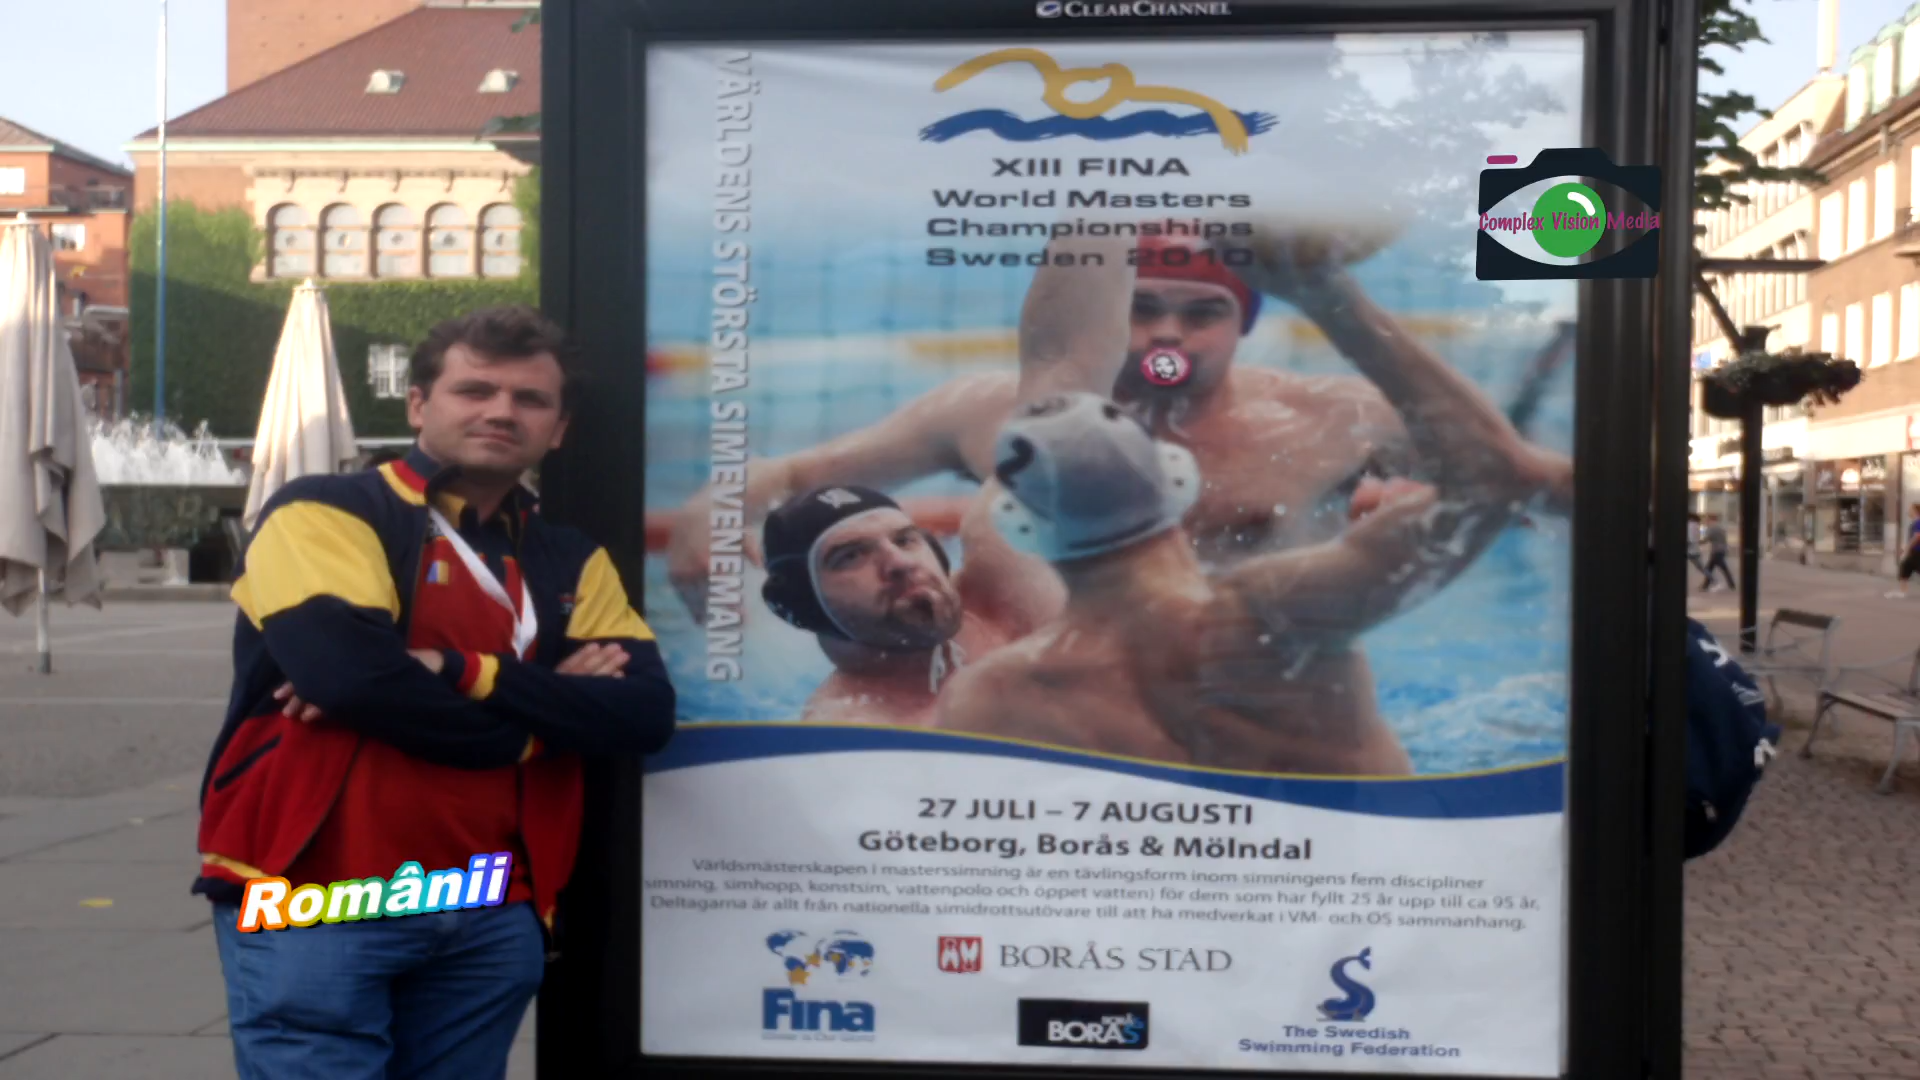 CLEARCHANNEL
VÄRLDENS STÖRSTA SIMEVENEMANG
XIII FINA
World Masters
Championships
Sweden 2010
Complex Vision Media
2
27 JULI – 7 AUGUSTI
Göteborg, Borås & Mölndal
Världsmästerskapen i masterssimning är en tävlingsform inom simningens fem discipliner
simning, simhopp, konstsim, vattenpolo och öppet vatten) för dem som har fyllt 25 år upp till ca 95 år.
Deltagarna är allt från nationella simidrottsutövare till att ha medverkat i VM- och OS sammanhang.
Românii
Fina
BORÅS STAD
BORÅS
The Swedish
Swimming Federation